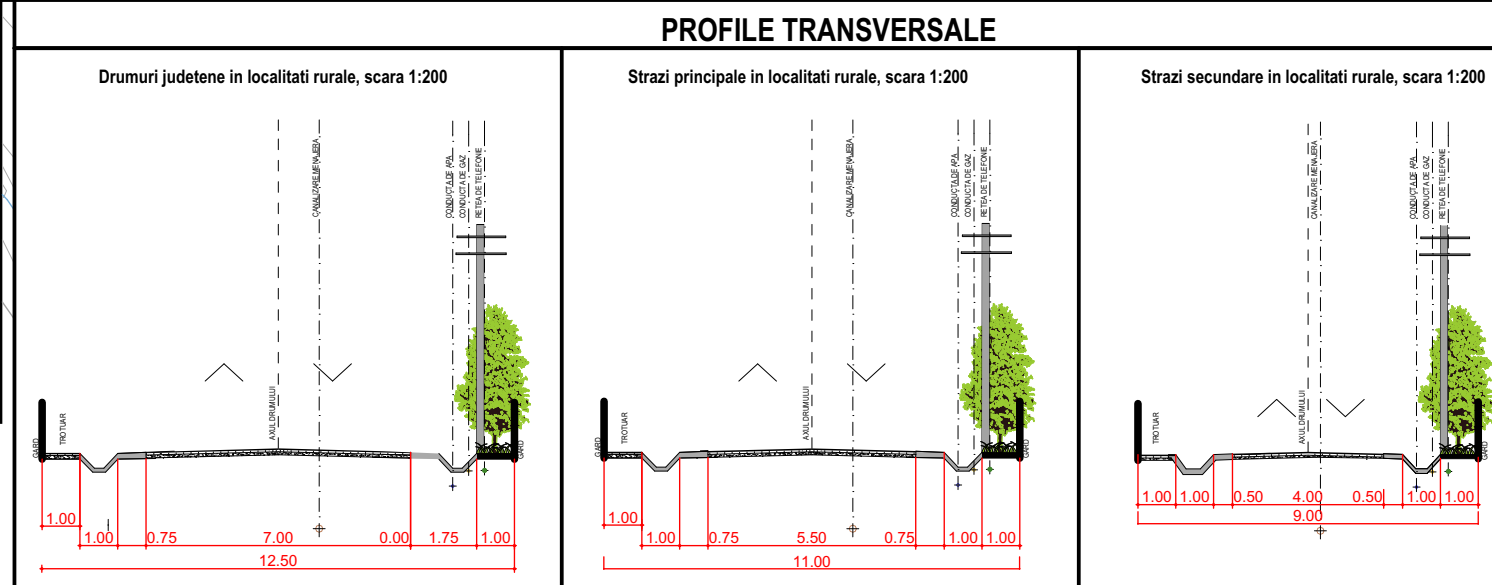 PROFILE TRANSVERSALE
Drumuri judetene in localitati rurale, scara 1:200
CANALIZARE MENAJERA
CONDUCTA DE APA
CONDUCTA DE GAZ
RETEA DE TELEFONIE
AXUL DRUMULUI
GARD
TROTUAR
GARD
1.00
1.00 0.75 7.00 0.00 1.75 1.00
12.50
Strazi principale in localitati rurale, scara 1:200
CANALIZARE MENAJERA
CONDUCTA DE APA
CONDUCTA DE GAZ
RETEA DE TELEFONIE
AXUL DRUMULUI
GARD
TROTUAR
GARD
1.00
1.00 0.75 5.50 0.75 1.00 1.00
11.00
Strazi secundare in localitati rurale, scara 1:200
CANALIZARE MENAJERA
CONDUCTA DE APA
CONDUCTA DE GAZ
RETEA DE TELEFONIE
AXUL DRUMULUI
GARD
TROTUAR
GARD
1.00 1.00 0.50 4.00 0.50 1.00 1.00
9.00